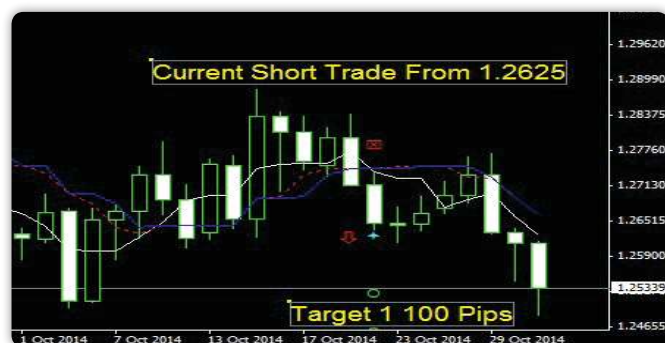 1.29620
Current Short Trade From 1.2625
1.28990
1.28375
1.27760
1.27130
1.26515
1.25900
1.25339
Target 1 100 Pips
1.24655
1 Oct 2014
7 Oct 2014
13 Oct 2014
17 Oct 2014
23 Oct 2014
29 Oct 2014